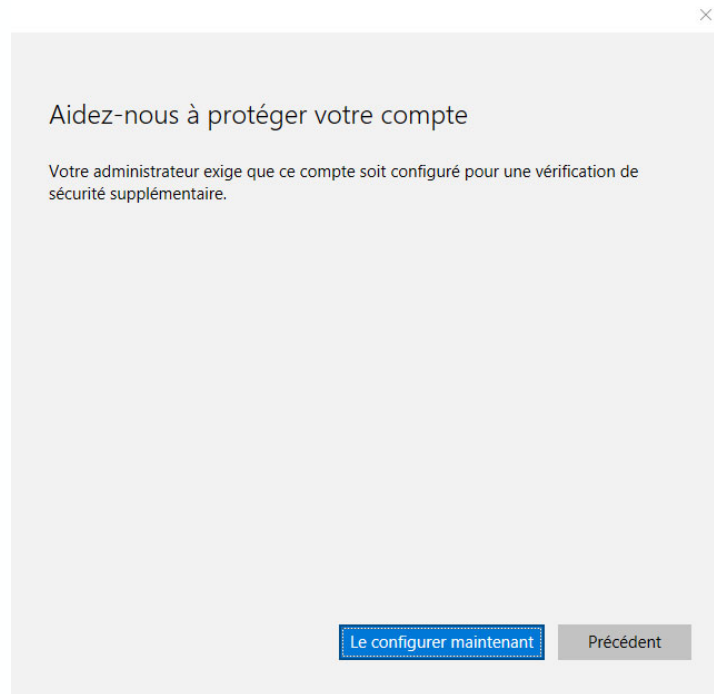 Aidez-nous à protéger votre compte
Votre administrateur exige que ce compte soit configuré pour une vérification de
sécurité supplémentaire.
Le configurer maintenant
Précédent